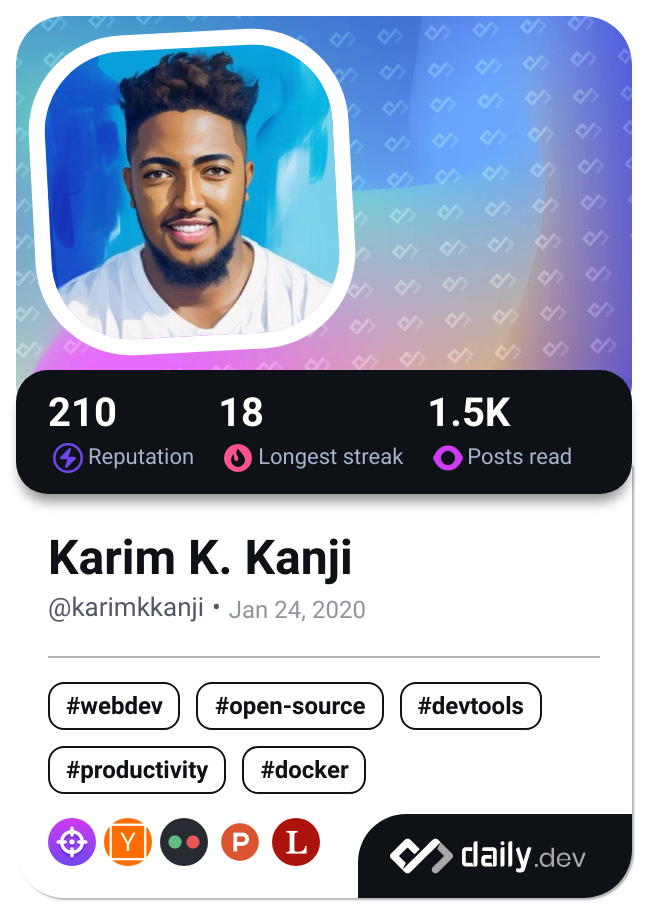 210 18 1.5K
Reputation Longest streak Posts read
Karim K. Kanji
@karimkkanji • Jan 24, 2020
#webdev #open-source #devtools
#productivity #docker
Y P L
daily.dev